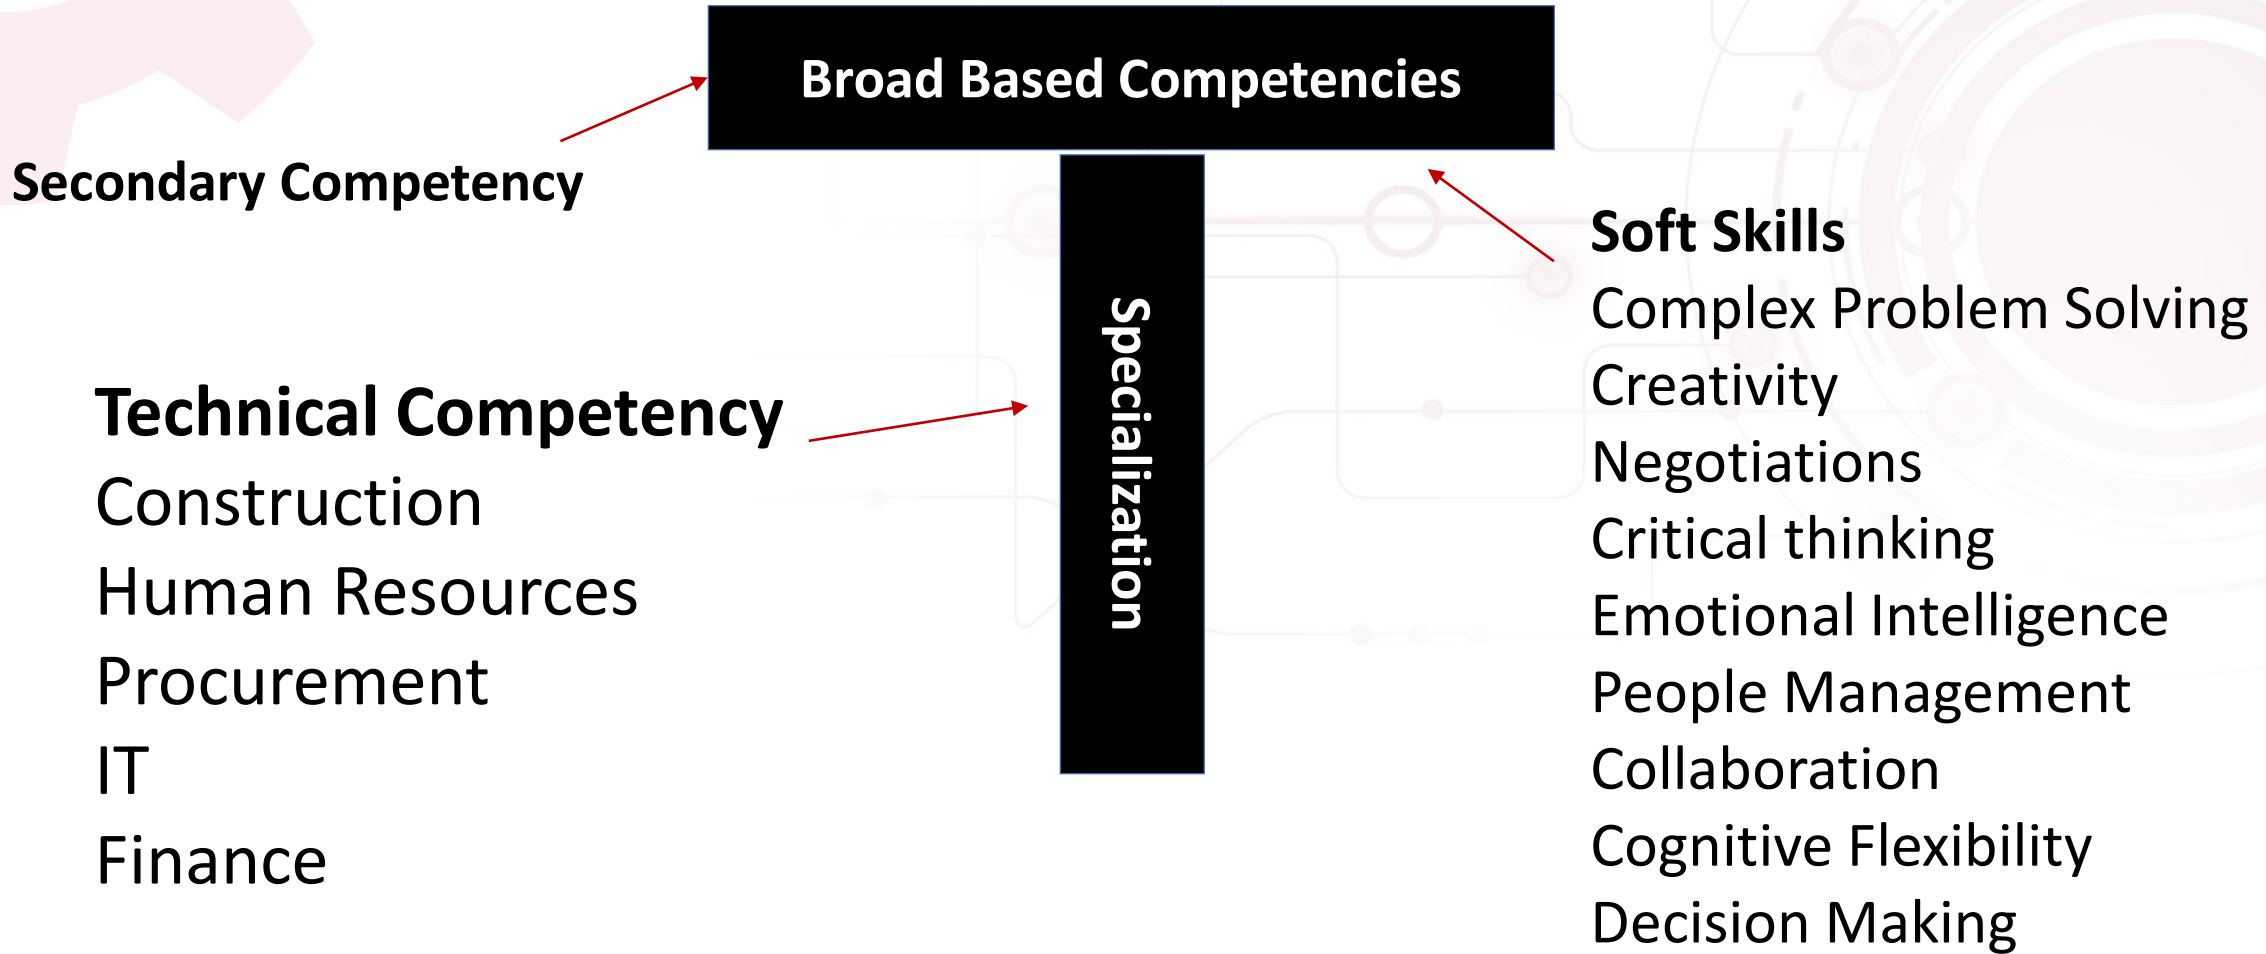 Broad Based Competencies
Secondary Competency
Specialization
Technical Competency
Construction
Human Resources
Procurement
IT
Finance
Soft Skills
Complex Problem Solving
Creativity
Negotiations
Critical thinking
Emotional Intelligence
People Management
Collaboration
Cognitive Flexibility
Decision Making